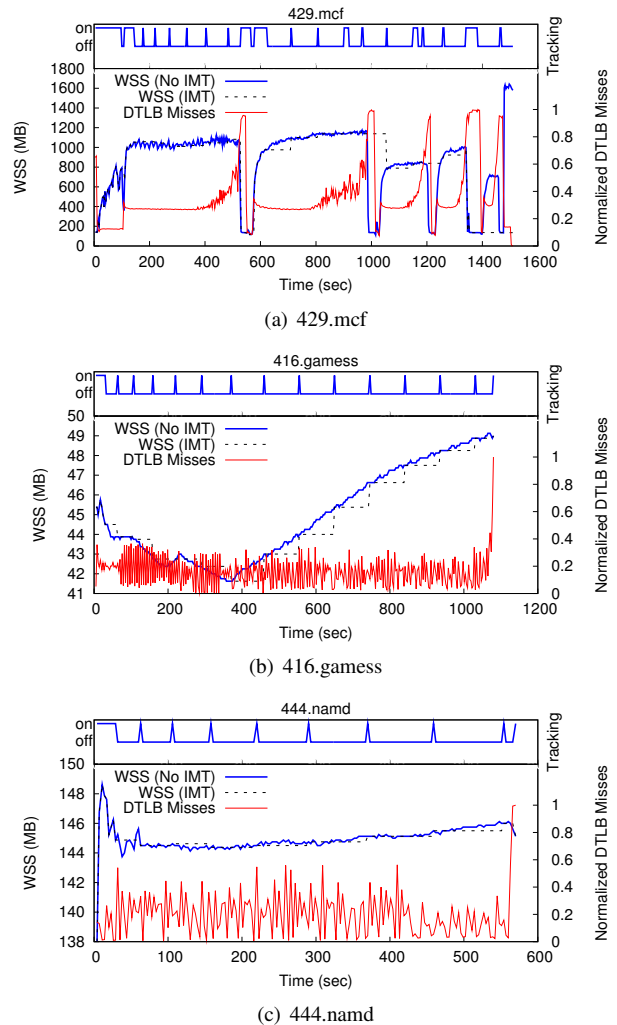 429.mcf
on
off
Tracking
1800
1600
1400
1200
1000
800
600
400
200
0
WSS (MB)
WSS (No IMT)
WSS (IMT)
DTLB Misses
1
0.8
0.6
0.4
0.2
0
Normalized DTLB Misses
0 200 400 600 800 1000 1200 1400 1600
Time (sec)
(a) 429.mcf
416.gamess
on
off
Tracking
50
49
48
47
46
45
44
43
42
41
WSS (MB)
WSS (No IMT)
WSS (IMT)
DTLB Misses
1
0.8
0.6
0.4
0.2
0
Normalized DTLB Misses
0 200 400 600 800 1000 1200
Time (sec)
(b) 416.gamess
444.namd
on
off
Tracking
150
148
146
144
142
140
138
WSS (MB)
WSS (No IMT)
WSS (IMT)
DTLB Misses
1
0.8
0.6
0.4
0.2
0
Normalized DTLB Misses
0 100 200 300 400 500 600
Time (sec)
(c) 444.namd